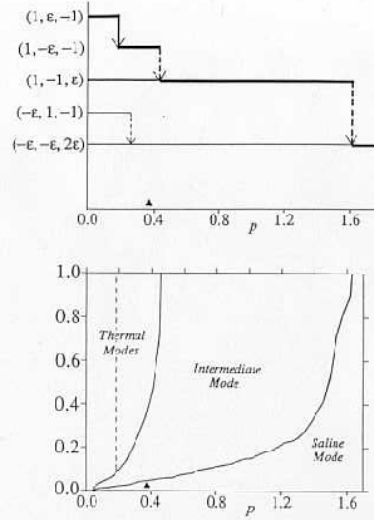 (1, ε, -1)
(1, -ε, -1)
(1, -1, ε)
(-ε, 1, -1)
(-ε, -ε, 2ε)
0.0 0.4 0.8 1.2 1.6
p
1.0
0.8
0.6
0.4
0.2
0.0
Thermal
Modes
Intermediate
Mode
Saline
Mode
0.0 0.4 0.8 1.2 1.6
p